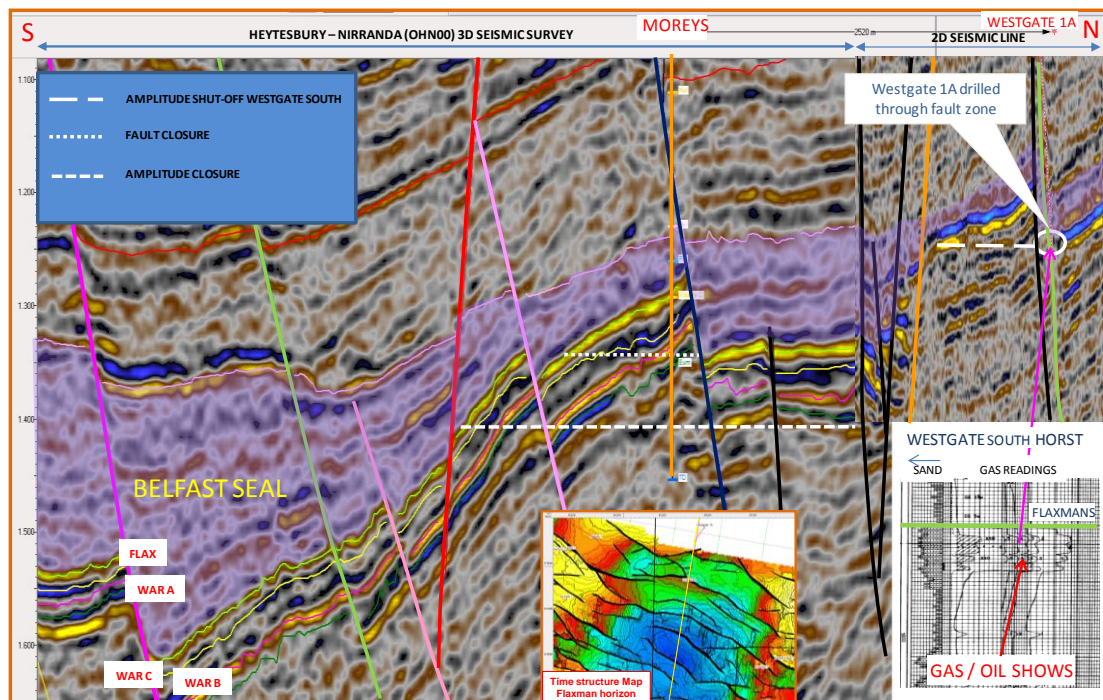 S
HEYTESBURY – NIRRANDA (OHN00) 3D SEISMIC SURVEY
MOREYS
WESTGATE 1A
N
2520 m
2D SEISMIC LINE
AMPLITUDE SHUT-OFF WESTGATE SOUTH
FAULT CLOSURE
AMPLITUDE CLOSURE
Westgate 1A drilled
through fault zone
1.100
1.200
1.300
1.400
1.500
1.600
BELFAST SEAL
FLAX
WAR A
WAR C
WAR B
TD
Time structure Map
Flaxman horizon
WESTGATE SOUTH HORST
SAND
GAS READINGS
FLAXMANS
GAS / OIL SHOWS